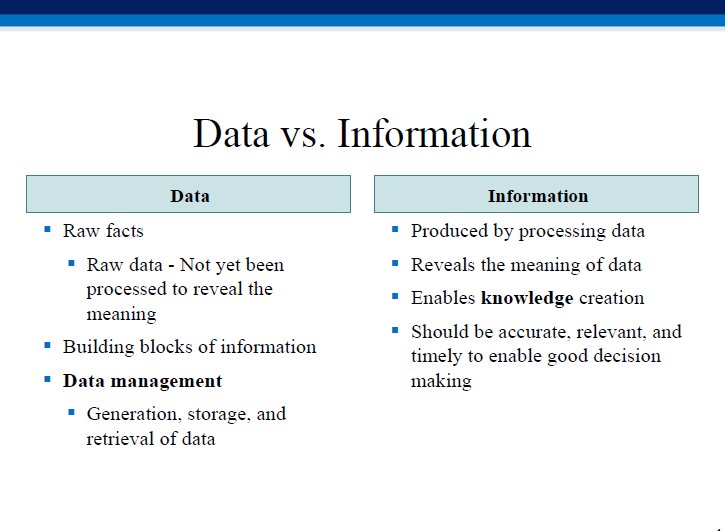 Data vs. Information
Data
▪ Raw facts
▪ Raw data - Not yet been
processed to reveal the
meaning
▪ Building blocks of information
▪ Data management
▪ Generation, storage, and
retrieval of data
Information
▪ Produced by processing data
▪ Reveals the meaning of data
▪ Enables knowledge creation
▪ Should be accurate, relevant, and
timely to enable good decision
making